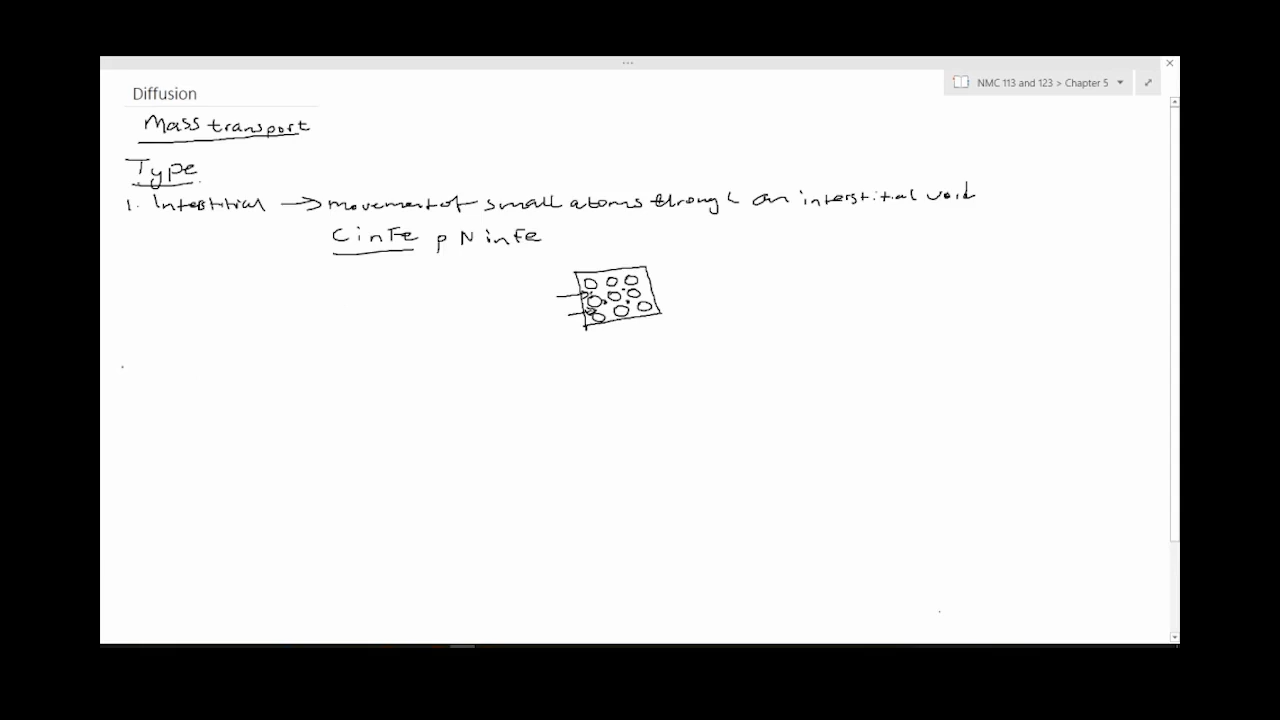 NMC 113 and 123 > Chapter 5
Diffusion
Mass transport
Type
1. Interstitial → movement of small atoms through an interstitial void
C in Fe, N in Fe